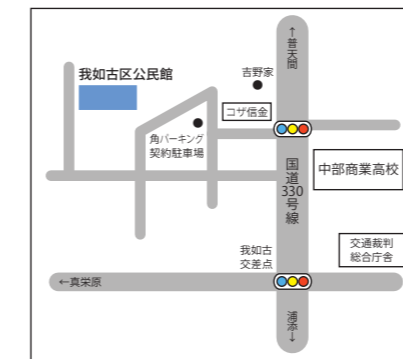 ↑普天間
吉野家
我如古区公民館
コザ信金
角パーキング
契約駐車場
国道330号線
中部商業高校
我如古
交差点
交通裁判
総合庁舎
←真栄原
浦添↓